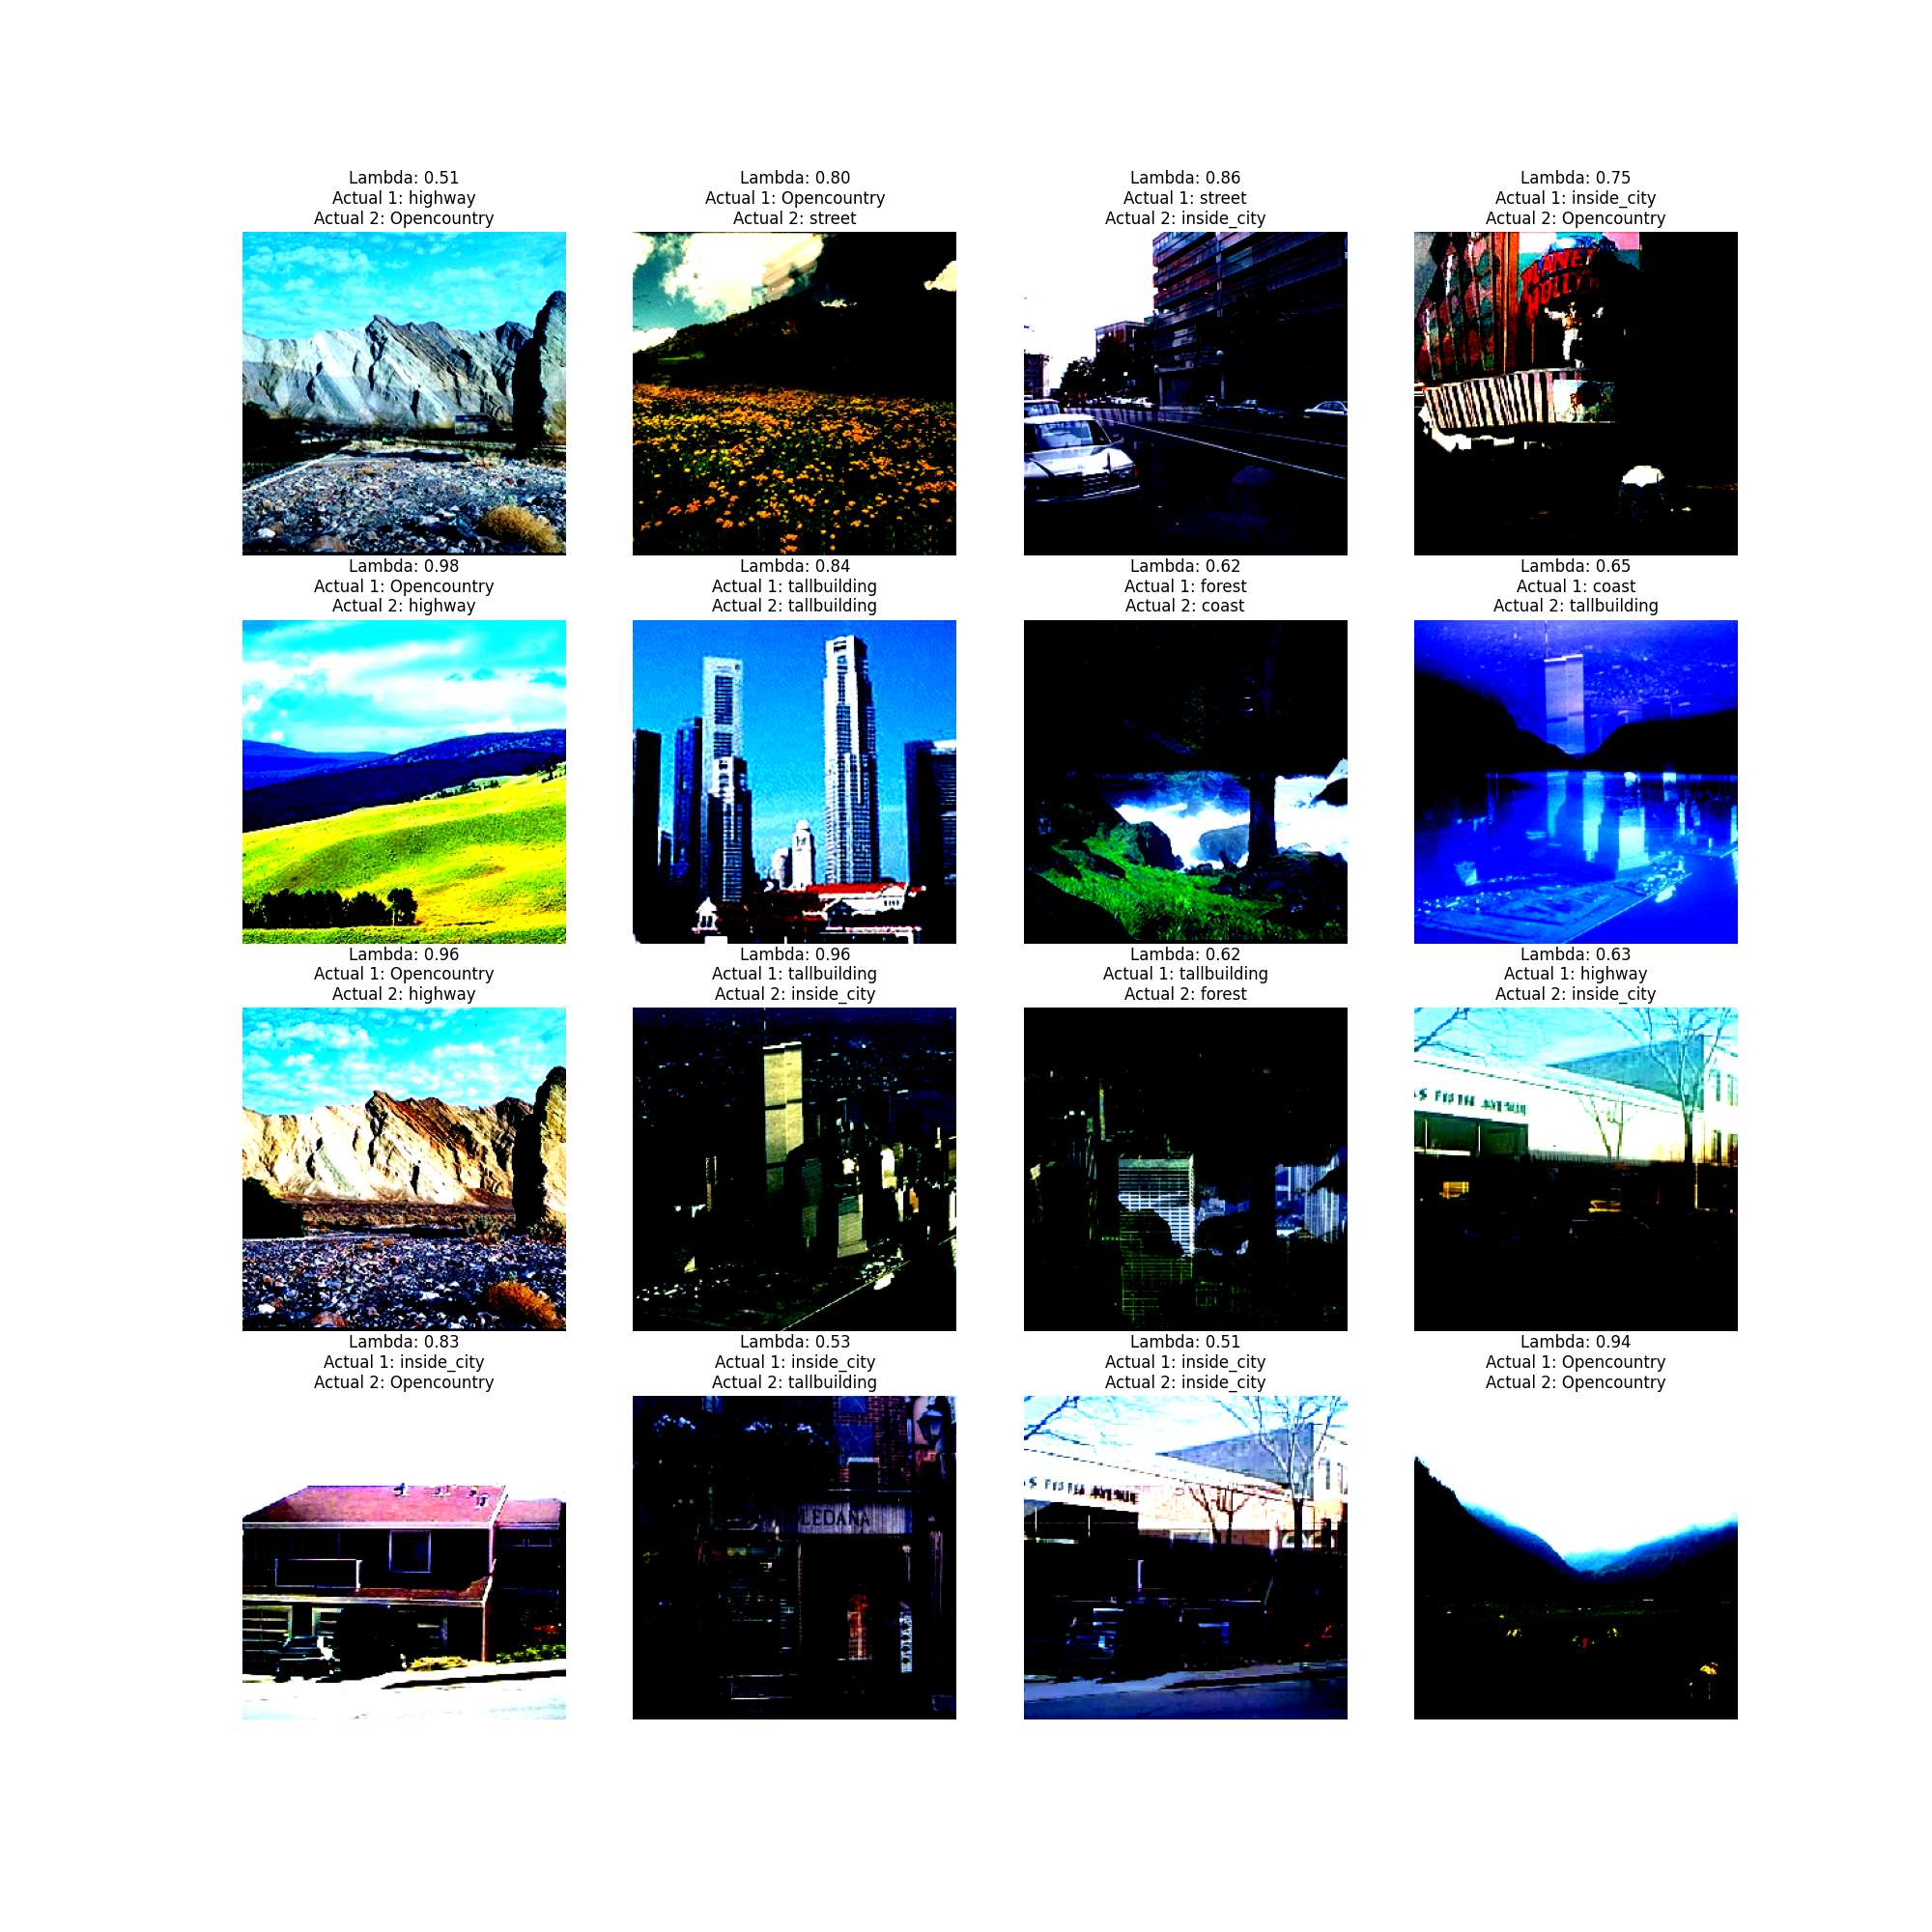 Lambda: 0.51
Actual 1: highway
Actual 2: Opencountry
Lambda: 0.80
Actual 1: Opencountry
Actual 2: street
Lambda: 0.86
Actual 1: street
Actual 2: inside_city
Lambda: 0.75
Actual 1: inside_city
Actual 2: Opencountry
Lambda: 0.98
Actual 1: Opencountry
Actual 2: highway
Lambda: 0.84
Actual 1: tallbuilding
Actual 2: tallbuilding
Lambda: 0.62
Actual 1: forest
Actual 2: coast
Lambda: 0.65
Actual 1: coast
Actual 2: tallbuilding
Lambda: 0.96
Actual 1: Opencountry
Actual 2: highway
Lambda: 0.96
Actual 1: tallbuilding
Actual 2: inside_city
Lambda: 0.62
Actual 1: tallbuilding
Actual 2: forest
Lambda: 0.63
Actual 1: highway
Actual 2: inside_city
FIFTH AVENUE
Lambda: 0.83
Actual 1: inside_city
Actual 2: Opencountry
Lambda: 0.53
Actual 1: inside_city
Actual 2: tallbuilding
LEDANA
Lambda: 0.51
Actual 1: inside_city
Actual 2: inside_city
Lambda: 0.94
Actual 1: Opencountry
Actual 2: Opencountry